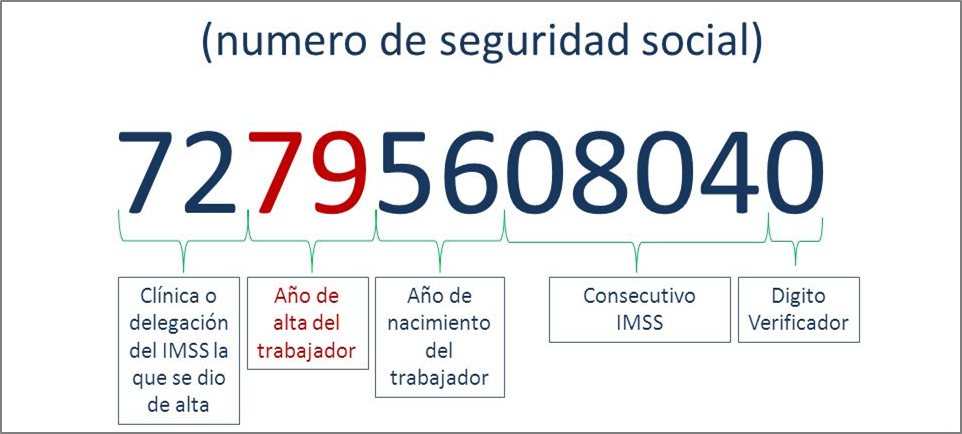 (numero de seguridad social)
72795608040
Clínica o
delegación
del IMSS la
que se dio
de alta
Año de
alta del
trabajador
Año de
nacimiento
del
trabajador
Consecutivo
IMSS
Digito
Verificador